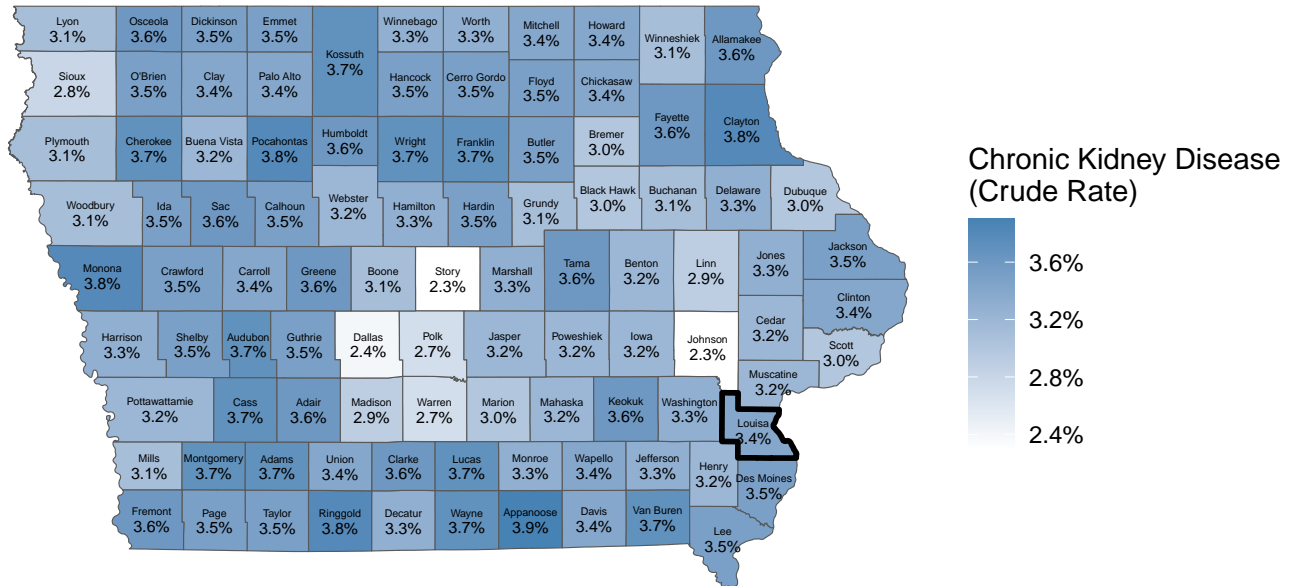 Lyon
3.1%
Osceola
3.6%
Dickinson
3.5%
Emmet
3.5%
Kossuth
3.7%
Winnebago
3.3%
Worth
3.3%
Mitchell
3.4%
Howard
3.4%
Winneshiek
3.1%
Allamakee
3.6%
Sioux
2.8%
O'Brien
3.5%
Clay
3.4%
Palo Alto
3.4%
Hancock
3.5%
Cerro Gordo
3.5%
Floyd
3.5%
Chickasaw
3.4%
Fayette
3.6%
Clayton
3.8%
Plymouth
3.1%
Cherokee
3.7%
Buena Vista
3.2%
Pocahontas
3.8%
Humboldt
3.6%
Wright
3.7%
Franklin
3.7%
Butler
3.5%
Bremer
3.0%
Woodbury
3.1%
Ida
3.5%
Sac
3.6%
Calhoun
3.5%
Webster
3.2%
Hamilton
3.3%
Hardin
3.5%
Grundy
3.1%
Black Hawk
3.0%
Buchanan
3.1%
Delaware
3.3%
Dubuque
3.0%
Monona
3.8%
Crawford
3.5%
Carroll
3.4%
Greene
3.6%
Boone
3.1%
Story
2.3%
Marshall
3.3%
Tama
3.6%
Benton
3.2%
Linn
2.9%
Jones
3.3%
Jackson
3.5%
Clinton
3.4%
Harrison
3.3%
Shelby
3.5%
Audubon
3.7%
Guthrie
3.5%
Dallas
2.4%
Polk
2.7%
Jasper
3.2%
Poweshiek
3.2%
Iowa
3.2%
Johnson
2.3%
Cedar
3.2%
Scott
3.0%
Muscatine
3.2%
Pottawattamie
3.2%
Cass
3.7%
Adair
3.6%
Madison
2.9%
Warren
2.7%
Marion
3.0%
Mahaska
3.2%
Keokuk
3.6%
Washington
3.3%
Louisa
3.4%
Mills
3.1%
Montgomery
3.7%
Adams
3.7%
Union
3.4%
Clarke
3.6%
Lucas
3.7%
Monroe
3.3%
Wapello
3.4%
Jefferson
3.3%
Henry
3.2%
Des Moines
3.5%
Fremont
3.6%
Page
3.5%
Taylor
3.5%
Ringgold
3.8%
Decatur
3.3%
Wayne
3.7%
Appanoose
3.9%
Davis
3.4%
Van Buren
3.7%
Lee
3.5%
Chronic Kidney Disease
(Crude Rate)
3.6%
3.2%
2.8%
2.4%